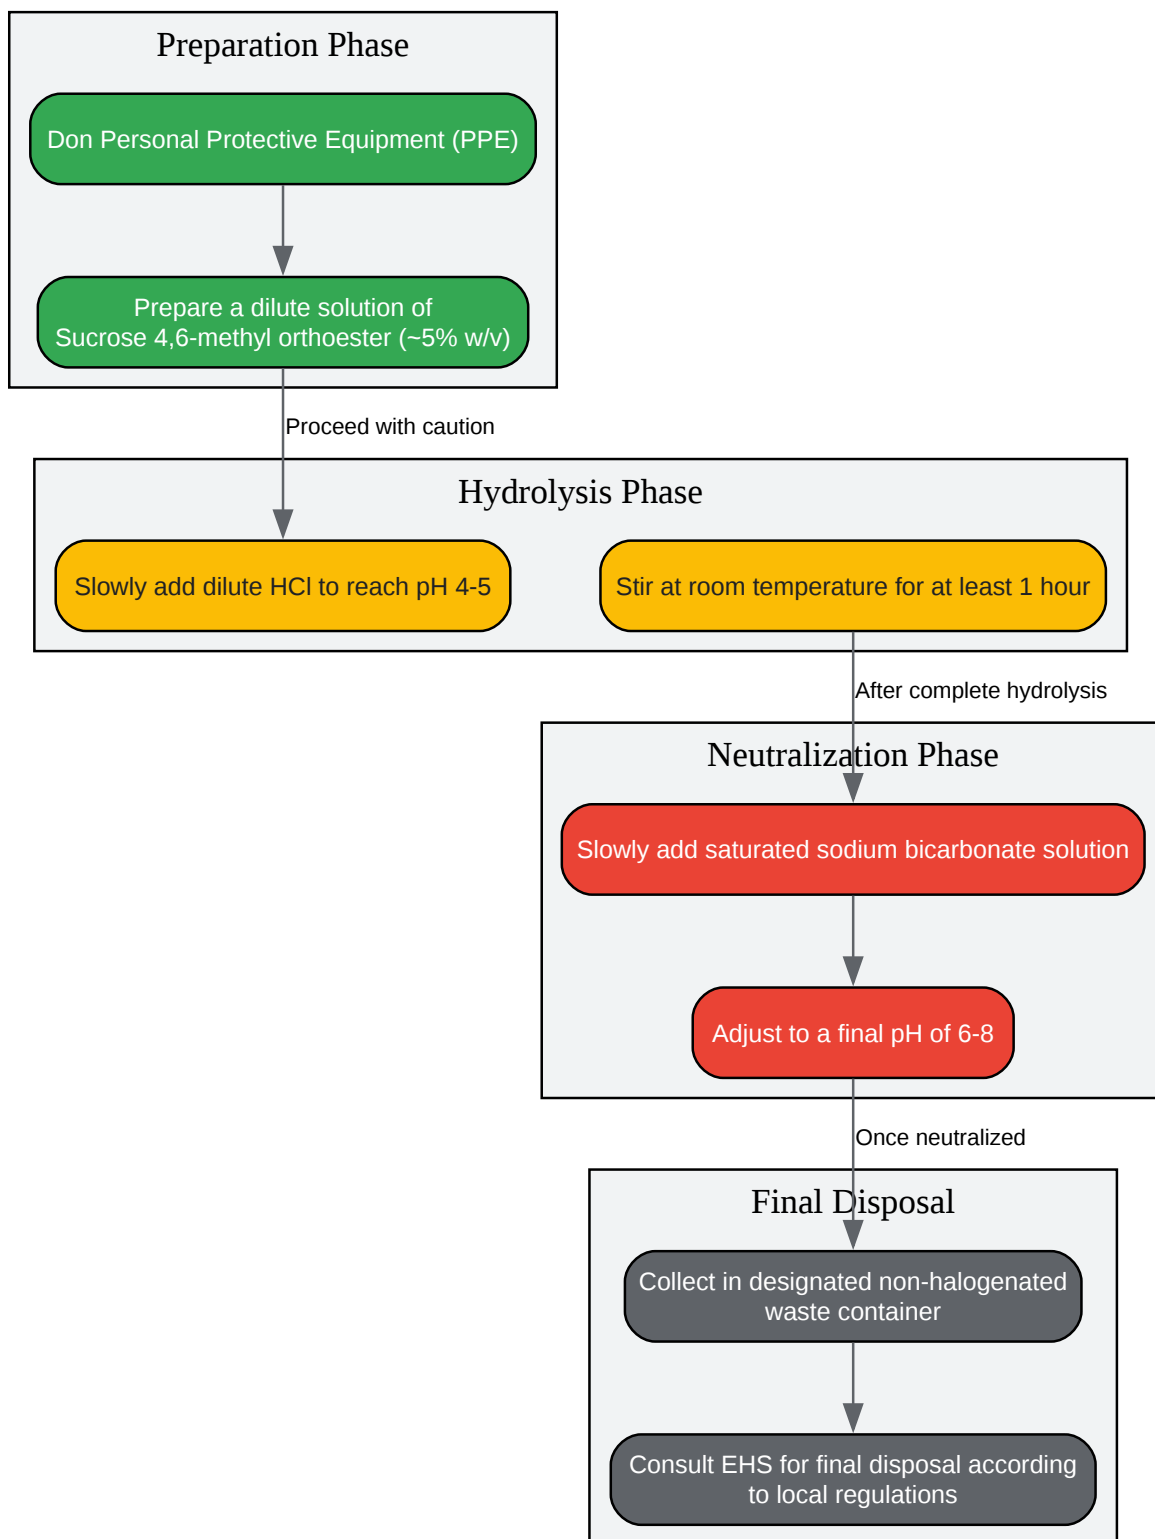 Preparation Phase
Don Personal Protective Equipment (PPE)
Prepare a dilute solution of
Sucrose 4,6-methyl orthoester (~5% w/v)
Proceed with caution
Hydrolysis Phase
Slowly add dilute HCl to reach pH 4-5
Stir at room temperature for at least 1 hour
After complete hydrolysis
Neutralization Phase
Slowly add saturated sodium bicarbonate solution
Adjust to a final pH of 6-8
Once neutralized
Final Disposal
Collect in designated non-halogenated
waste container
Consult EHS for final disposal according
to local regulations